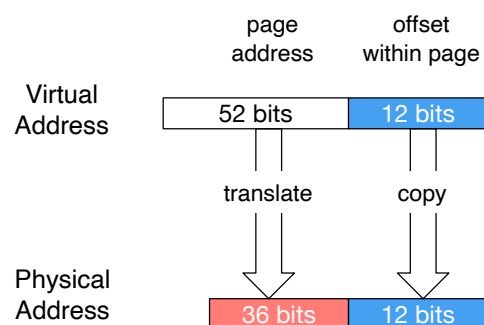 page
address
offset
within page
Virtual
Address
52 bits
12 bits
translate
copy
Physical
Address
36 bits
12 bits